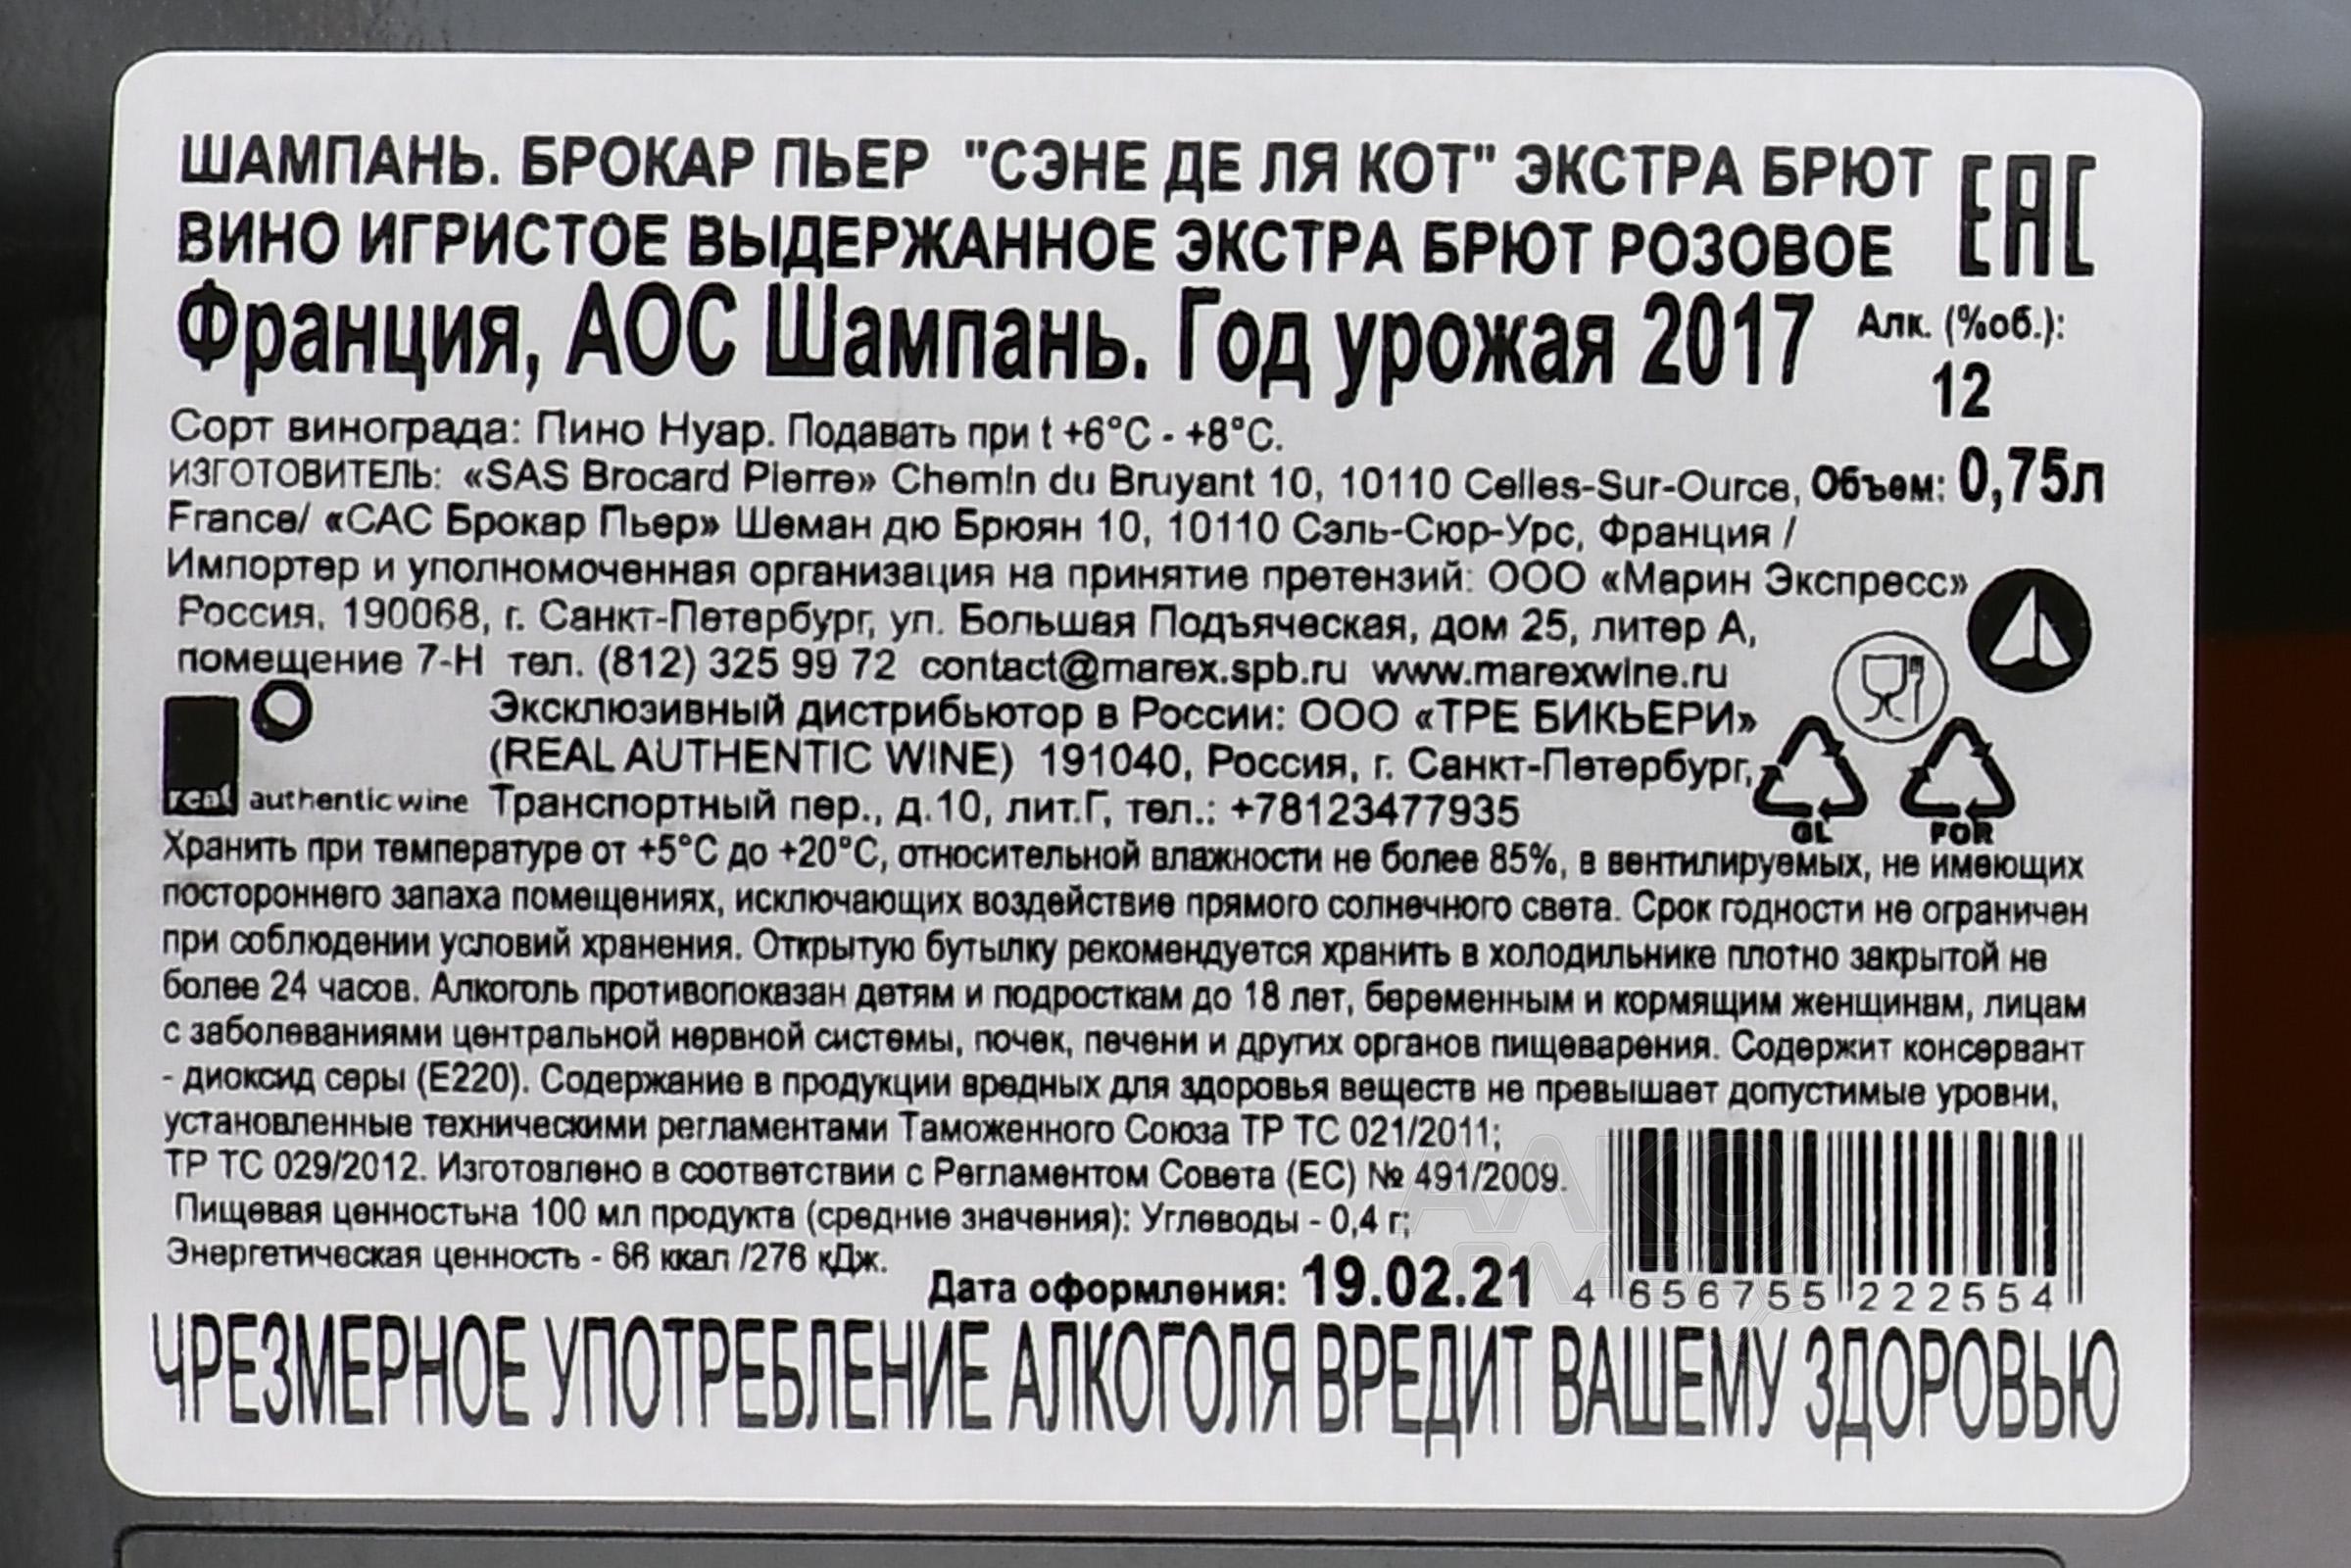 ШАМПАНЬ. БРОКАР ПЬЕР "СЭНЕ ДЕ ЛЯ КОТ" ЭКСТРА БРЮТ
ВИНО ИГРИСТОЕ ВЫДЕРЖАННОЕ ЭКСТРА БРЮТ РОЗОВОЕ
EAC
Франция, АОС Шампань. Год урожая 2017
Алк. (%об.):
12
Сорт винограда: Пино Нуар. Подавать при t +6°С - +8°С.
ИЗГОТОВИТЕЛЬ: «SAS Brocard Pierre» Chemin du Bruyant 10, 10110 Celles-Sur-Ource, Объем: 0,75л
France/ «САС Брокар Пьер» Шеман дю Брюян 10, 10110 Сэль-Сюр-Урс, Франция /
Импортер и уполномоченная организация на принятие претензий: ООО «Марин Экспресс»
Россия, 190068, г. Санкт-Петербург, ул. Большая Подъяческая, дом 25, литер А,
помещение 7-Н тел. (812) 325 99 72 contact@marex.spb.ru www.marexwine.ru
Эксклюзивный дистрибьютор в России: ООО «ТРЕ БИКЬЕРИ»
(REAL AUTHENTIC WINE) 191040, Россия, г. Санкт-Петербург,
real authentic wine Транспортный пер., д.10, лит.Г, тел.: +78123477935
GL FOR
Хранить при температуре от +5°С до +20°С, относительной влажности не более 85%, в вентилируемых, не имеющих
постороннего запаха помещениях, исключающих воздействие прямого солнечного света. Срок годности не ограничен
при соблюдении условий хранения. Открытую бутылку рекомендуется хранить в холодильнике плотно закрытой не
более 24 часов. Алкоголь противопоказан детям и подросткам до 18 лет, беременным и кормящим женщинам, лицам
с заболеваниями центральной нервной системы, почек, печени и других органов пищеварения. Содержит консервант
- диоксид серы (Е220). Содержание в продукции вредных для здоровья веществ не превышает допустимые уровни,
установленные техническими регламентами Таможенного Союза ТР ТС 021/2011;
ТР ТС 029/2012. Изготовлено в соответствии с Регламентом Совета (ЕС) № 491/2009.
Пищевая ценностьна 100 мл продукта (средние значения): Углеводы - 0,4 г;
Энергетическая ценность - 66 ккал /276 кДж.
Дата оформления: 19.02.21
4 656755 222554
ЧРЕЗМЕРНОЕ УПОТРЕБЛЕНИЕ АЛКОГОЛЯ ВРЕДИТ ВАШЕМУ ЗДОРОВЬЮ